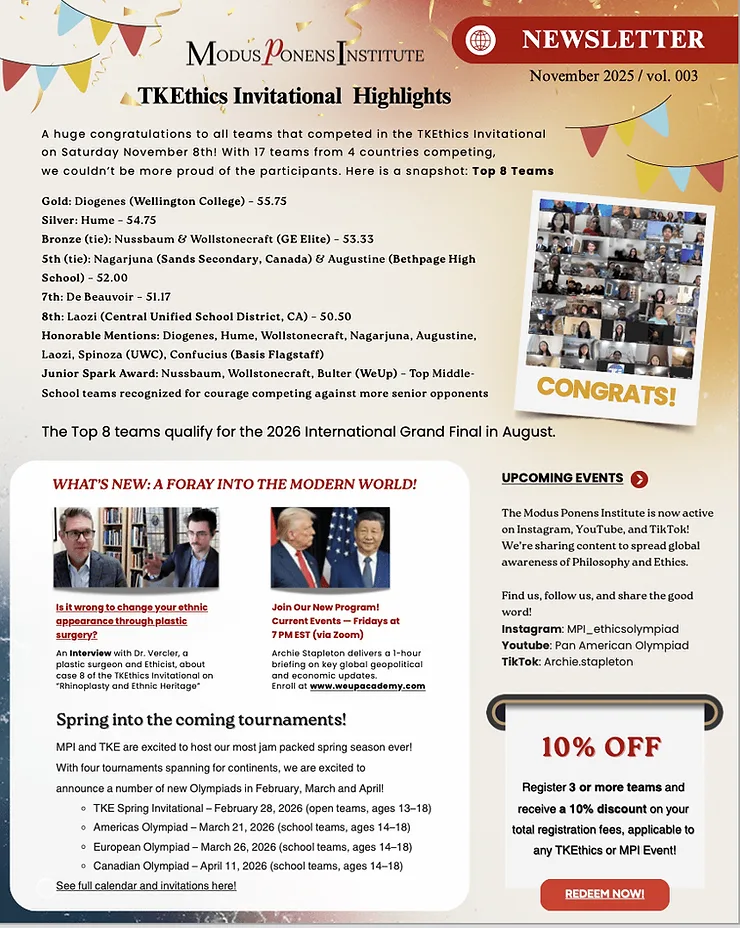 MODUS PONENS INSTITUTE
NEWSLETTER
November 2025 / vol. 003
TKEthics Invitational Highlights
A huge congratulations to all teams that competed in the TKEthics Invitational
on Saturday November 8th! With 17 teams from 4 countries competing,
we couldn't be more proud of the participants. Here is a snapshot: Top 8 Teams
Gold: Diogenes (Wellington College) – 55.75
Silver: Hume – 54.75
Bronze (tie): Nussbaum & Wollstonecraft (GE Elite) – 53.33
5th (tie): Nagarjuna (Sands Secondary, Canada) & Augustine (Bethpage High
School) – 52.00
7th: De Beauvoir – 51.17
8th: Laozi (Central Unified School District, CA) – 50.50
Honorable Mentions: Diogenes, Hume, Wollstonecraft, Nagarjuna, Augustine,
Laozi, Spinoza (UWC), Confucius (Basis Flagstaff)
Junior Spark Award: Nussbaum, Wollstonecraft, Bulter (WeUp) – Top Middle-
School teams recognized for courage competing against more senior opponents
CONGRATS!
The Top 8 teams qualify for the 2026 International Grand Final in August.
WHAT'S NEW: A FORAY INTO THE MODERN WORLD!
Is it wrong to change your ethnic
appearance through plastic
surgery?
An Interview with Dr. Vercler, a
plastic surgeon and Ethicist, about
case 8 of the TKEthics Invitational on
"Rhinoplasty and Ethnic Heritage"
Join Our New Program!
Current Events — Fridays at
7 PM EST (via Zoom)
Archie Stapleton delivers a 1-hour
briefing on key global geopolitical
and economic updates.
Enroll at www.weupacademy.com
Spring into the coming tournaments!
MPI and TKE are excited to host our most jam packed spring season ever!
With four tournaments spanning for continents, we are excited to
announce a number of new Olympiads in February, March and April!
TKE Spring Invitational – February 28, 2026 (open teams, ages 13–18)
Americas Olympiad – March 21, 2026 (school teams, ages 14–18)
European Olympiad – March 26, 2026 (school teams, ages 14–18)
Canadian Olympiad – April 11, 2026 (school teams, ages 14–18)
See full calendar and invitations here!
UPCOMING EVENTS
The Modus Ponens Institute is now active
on Instagram, YouTube, and TikTok!
We're sharing content to spread global
awareness of Philosophy and Ethics.
Find us, follow us, and share the good
word!
Instagram: MPI_ethicsolympiad
Youtube: Pan American Olympiad
TikTok: Archie.stapleton
10% OFF
Register 3 or more teams and
receive a 10% discount on your
total registration fees, applicable to
any TKEthics or MPI Event!
REDEEM NOW!